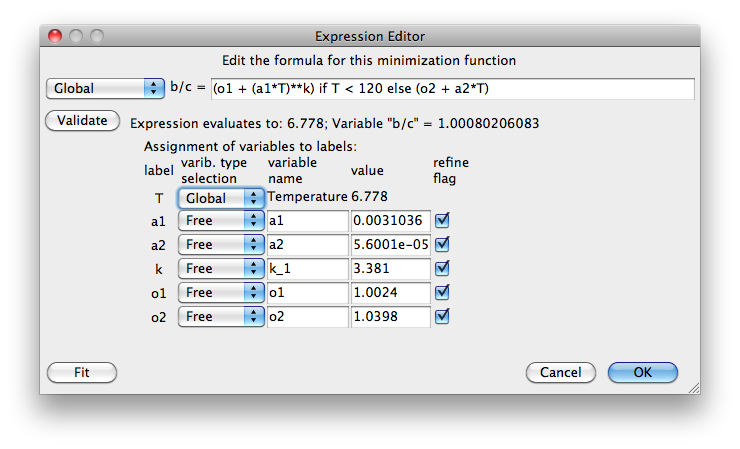 Expression Editor
Edit the formula for this minimization function
Global b/c = (o1 + (a1*T)**k) if T < 120 else (o2 + a2*T)
Validate Expression evaluates to: 6.778; Variable "b/c" = 1.00080206083
Assignment of variables to labels:
label varib. type selection variable name value refine flag
T Global Temperature 6.778
a1 Free a1 0.0031036
a2 Free a2 5.6001e-05
k Free k_1 3.381
o1 Free o1 1.0024
o2 Free o2 1.0398
Fit Cancel OK